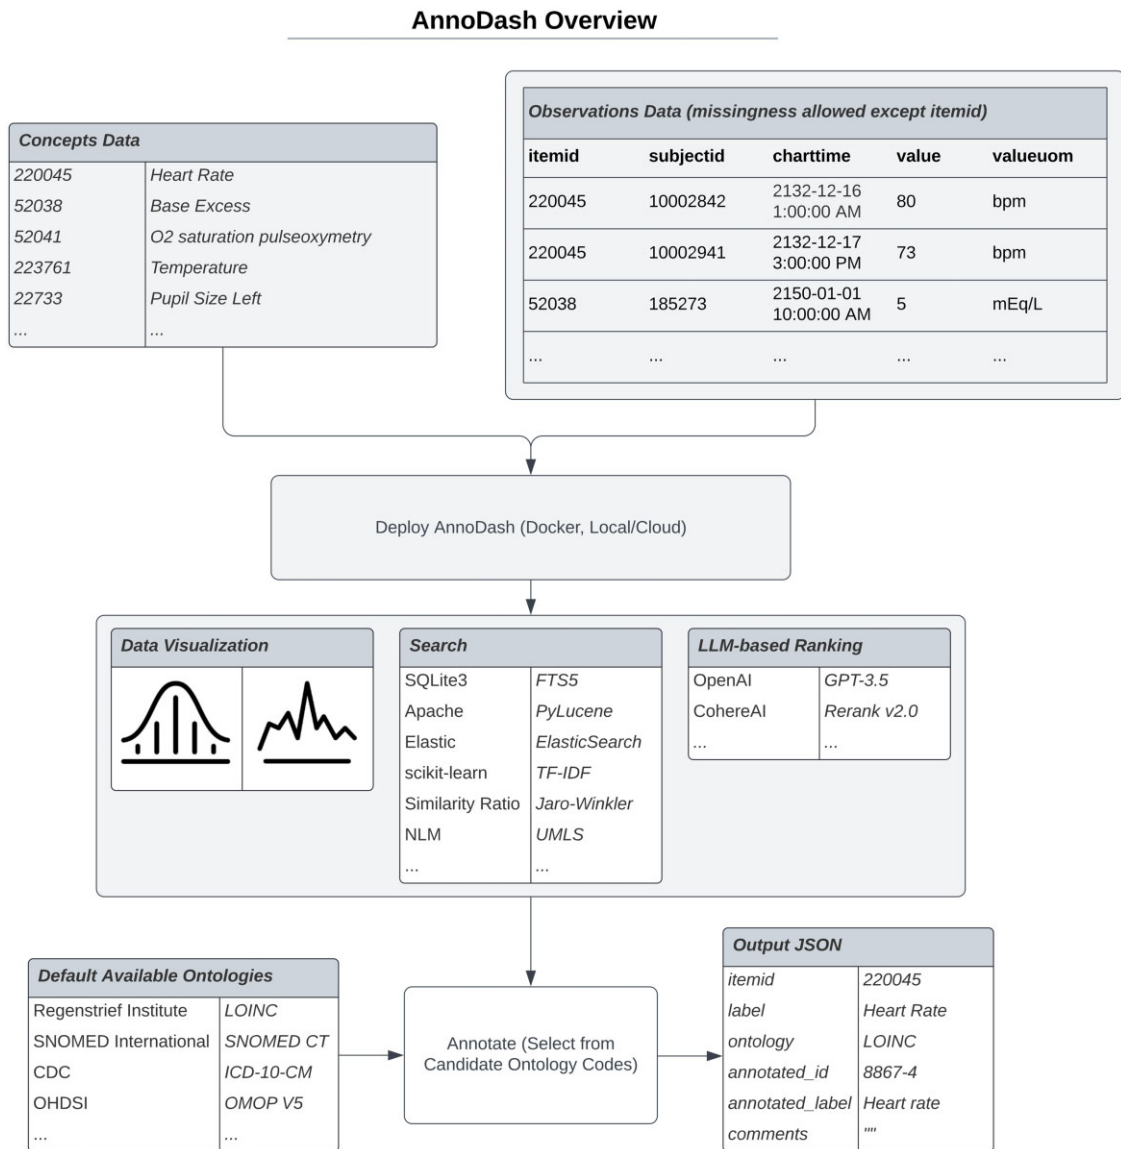 AnnoDash Overview
Concepts Data
220045 Heart Rate
52038 Base Excess
52041 O2 saturation pulseoxymetry
223761 Temperature
22733 Pupil Size Left
... ...
Observations Data (missingness allowed except itemid)
itemid subjectid charttime value valueuom
220045 10002842 2132-12-16 1:00:00 AM 80 bpm
220045 10002941 2132-12-17 3:00:00 PM 73 bpm
52038 185273 2150-01-01 10:00:00 AM 5 mEq/L
... ... ... ... ...
Deploy AnnoDash (Docker, Local/Cloud)
Data Visualization
Search
SQLite3 FTS5
Apache PyLucene
Elastic ElasticSearch
scikit-learn TF-IDF
Similarity Ratio Jaro-Winkler
NLM UMLS
... ...
LLM-based Ranking
OpenAI GPT-3.5
CohereAI Rerank v2.0
... ...
Default Available Ontologies
Regenstrief Institute LOINC
SNOMED International SNOMED CT
CDC ICD-10-CM
OHDSI OMOP V5
... ...
Annotate (Select from
Candidate Ontology Codes)
Output JSON
itemid 220045
label Heart Rate
ontology LOINC
annotated_id 8867-4
annotated_label Heart rate
comments ""